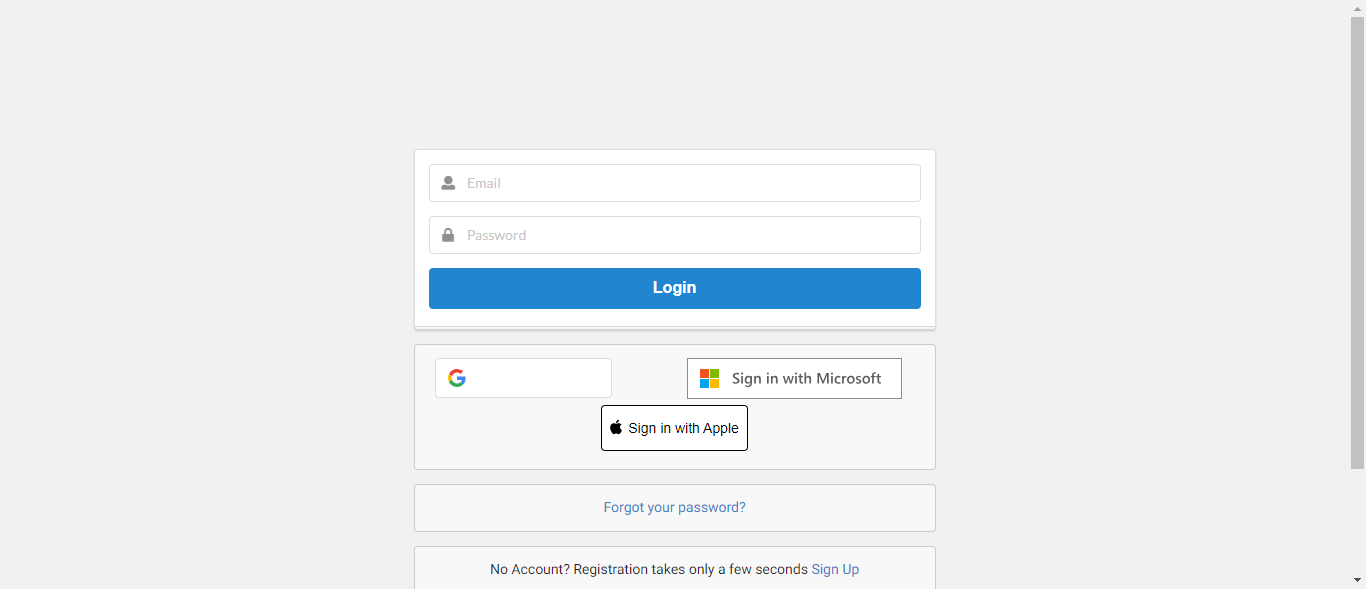 Email
Password
Login
Sign in with Microsoft
Sign in with Apple
Forgot your password?
No Account? Registration takes only a few seconds Sign Up